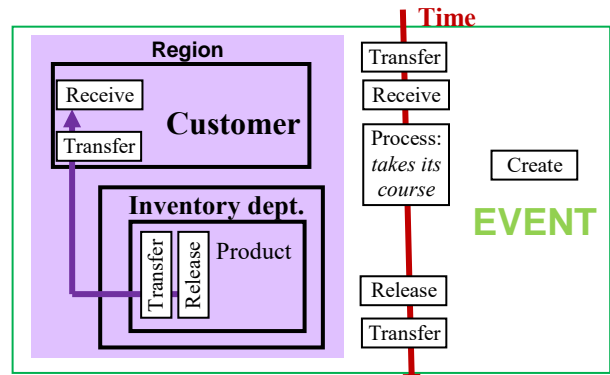 Time
Region
Receive
Customer
Transfer
Inventory dept.
Transfer
Release
Product
Transfer
Receive
Process:
takes its
course
Create
EVENT
Release
Transfer